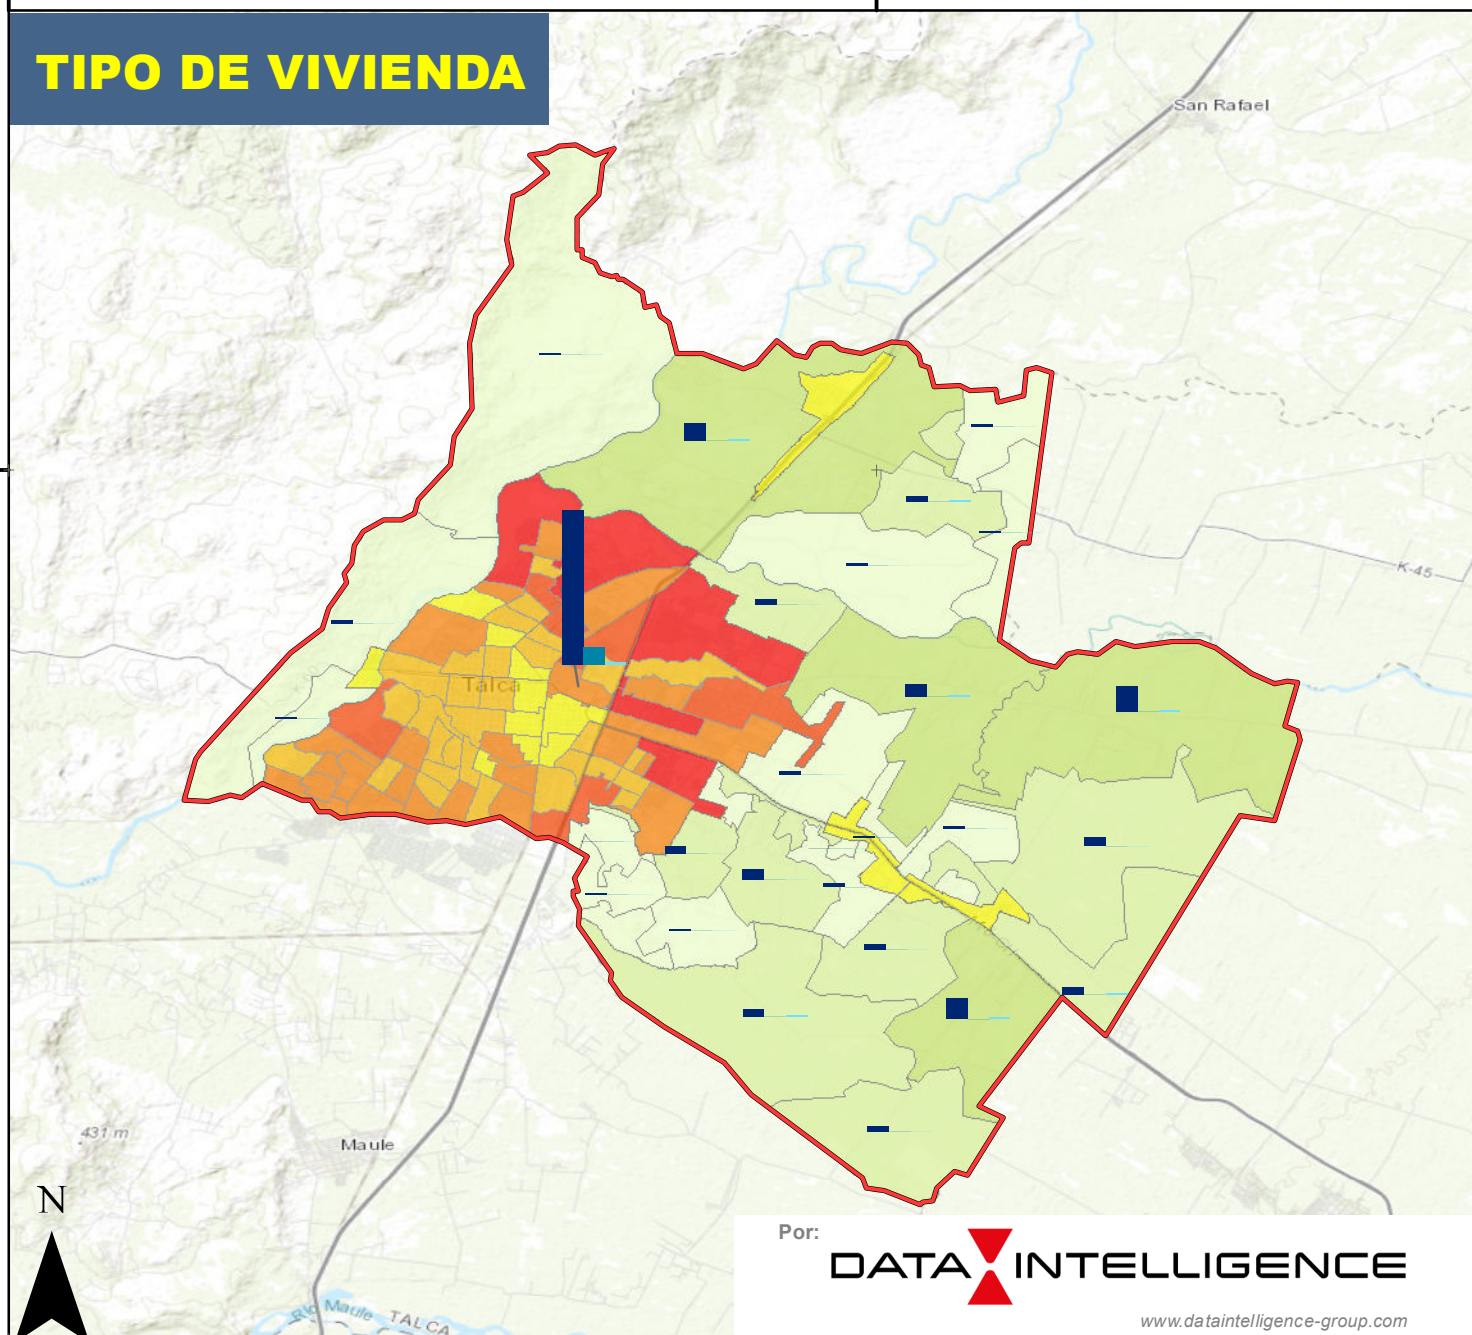 TIPO DE VIVIENDA
San Rafael
K-45
Talca
431 m
Maule
N
Río Maule
TALCA
Por:
DATA INTELLIGENCE
www.dataintelligence-group.com